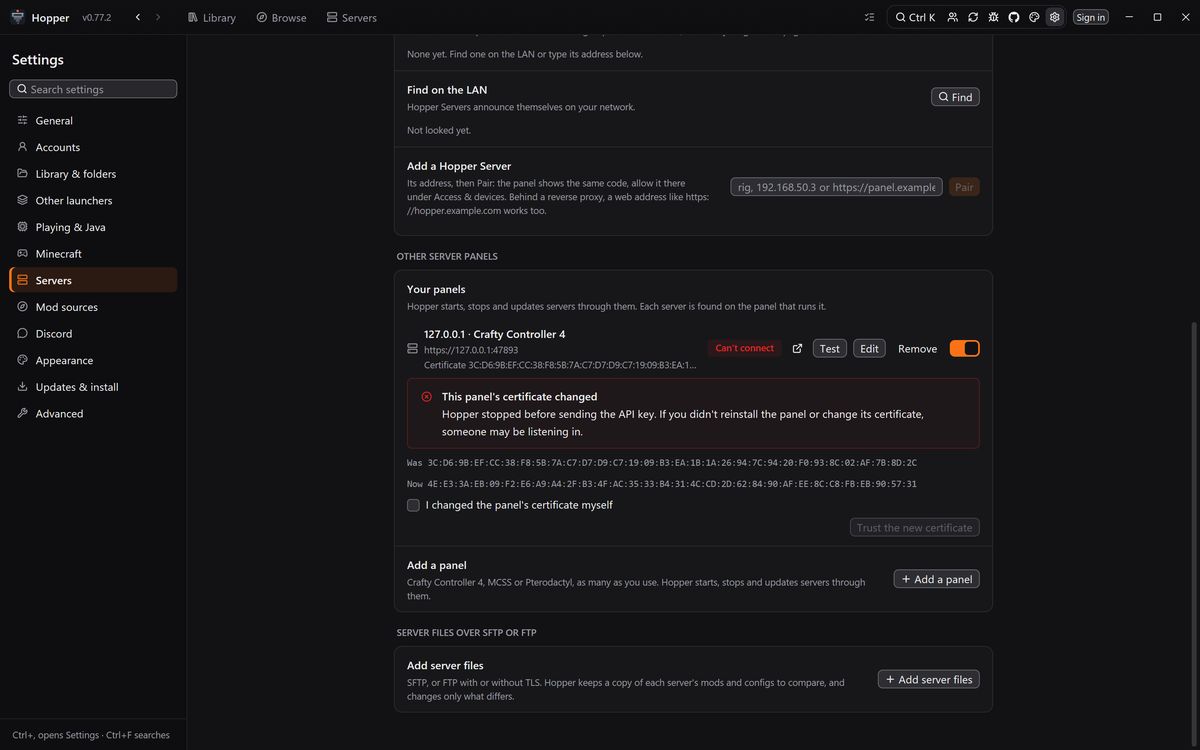 Hopper v0.77.2
Library
Browse
Servers
Ctrl K
Sign in
Settings
Search settings
General
Accounts
Library & folders
Other launchers
Playing & Java
Minecraft
Servers
Mod sources
Discord
Appearance
Updates & install
Advanced
Ctrl+, opens Settings · Ctrl+F searches
None yet. Find one on the LAN or type its address below.
Find on the LAN
Hopper Servers announce themselves on your network.
Find
Not looked yet.
Add a Hopper Server
Its address, then Pair: the panel shows the same code, allow it there
under Access & devices. Behind a reverse proxy, a web address like https:
//hopper.example.com works too.
rig, 192.168.50.3 or https://panel.example
Pair
OTHER SERVER PANELS
Your panels
Hopper starts, stops and updates servers through them. Each server is found on the panel that runs it.
127.0.0.1 · Crafty Controller 4
https://127.0.0.1:47893
Certificate 3C:D6:9B:EF:CC:38:F8:5B:7A:C7:D7:D9:C7:19:09:B3:EA:1...
Can't connect
Test
Edit
Remove
This panel's certificate changed
Hopper stopped before sending the API key. If you didn't reinstall the panel or change its certificate,
someone may be listening in.
Was 3C:D6:9B:EF:CC:38:F8:5B:7A:C7:D7:D9:C7:19:09:B3:EA:1B:1A:26:94:7C:94:20:F0:93:8C:02:AF:7B:8D:2C
Now 4E:E3:3A:EB:09:F2:E6:A9:A4:2F:B3:4F:AC:35:33:B4:31:4C:CD:2D:62:84:90:AF:EE:8C:C8:FB:EB:90:57:31
I changed the panel's certificate myself
Trust the new certificate
Add a panel
Crafty Controller 4, MCSS or Pterodactyl, as many as you use. Hopper starts, stops and updates servers through
them.
+ Add a panel
SERVER FILES OVER SFTP OR FTP
Add server files
SFTP, or FTP with or without TLS. Hopper keeps a copy of each server's mods and configs to compare, and
changes only what differs.
+ Add server files